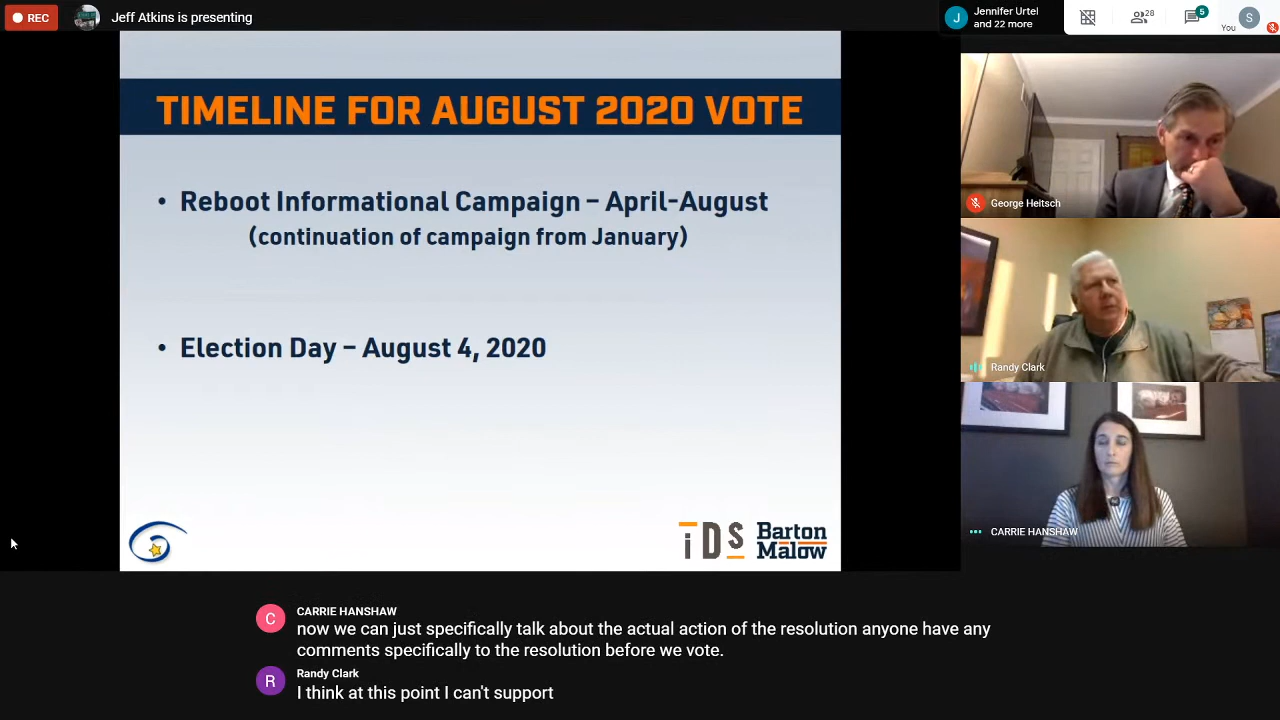 REC
Jeff Atkins is presenting
J
Jennifer Urtel
and 22 more
28
5
You
S
TIMELINE FOR AUGUST 2020 VOTE
• Reboot Informational Campaign – April-August
(continuation of campaign from January)
• Election Day – August 4, 2020
iDS
Barton
Malow
George Heitsch
Randy Clark
CARRIE HANSHAW
C
CARRIE HANSHAW
now we can just specifically talk about the actual action of the resolution anyone have any
comments specifically to the resolution before we vote.
R
Randy Clark
I think at this point I can't support